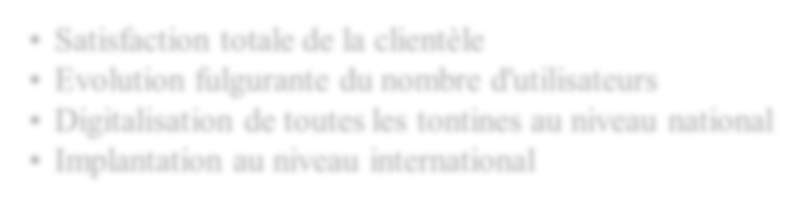 • Satisfaction totale de la clientèle
• Evolution fulgurante du nombre d'utilisateurs
• Digitalisation de toutes les tontines au niveau national
• Implantation au niveau international